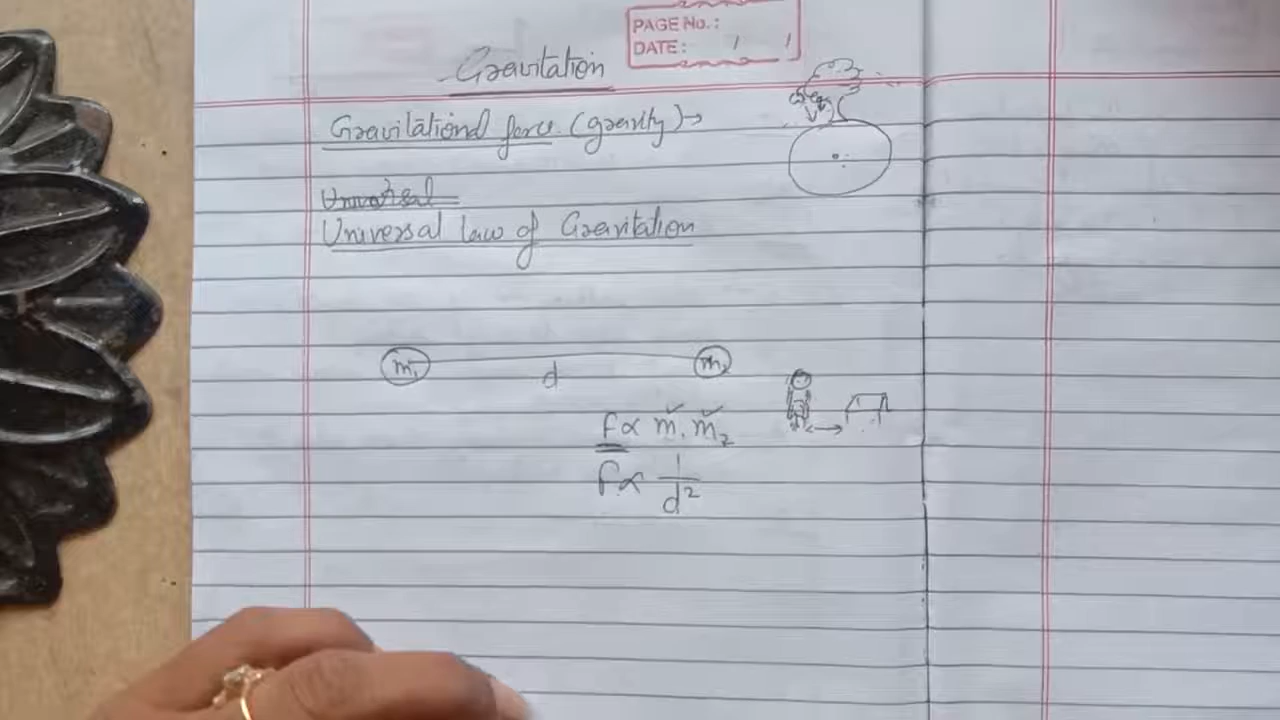 PAGE No.:
DATE: / /
Gravitation
Gravitational force (gravity) →
Universal
Universal law of Gravitation
m₁ d m₂
F ∝ m₁ m₂
F ∝ 1/d²